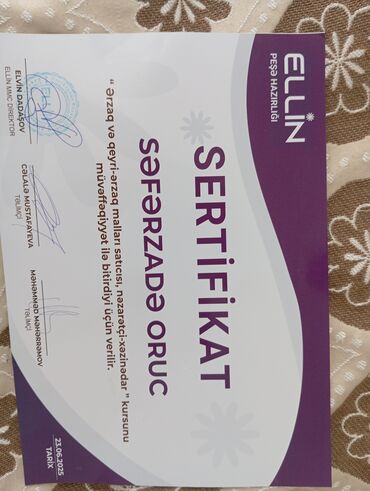 ELLİN
PEŞƏ HAZIRLIĞI
SERTİFİKAT
SƏFƏRZADƏ ORUC
“Ərzaq və qeyri-ərzaq malları satıcısı, nəzarətçi-xəzinədar” kursunu
müvəffəqiyyət ilə bitirdiyi üçün verilir.
ELVİN DADAŞOV
ELLİN MMC DİREKTOR
CƏLALƏ MUSTAFAYEVA
TƏLİMÇİ
MƏHƏMMƏD MƏHƏRRƏMOV
TƏLİMÇİ
23.06.2025
TARİX